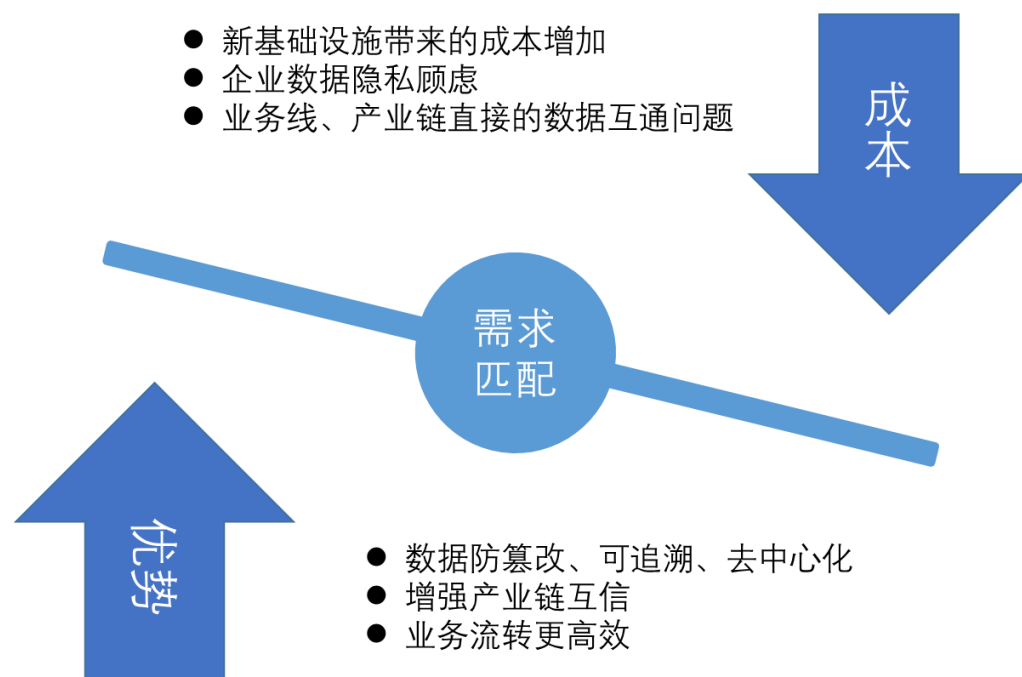 ● 新基础设施带来的成本增加
● 企业数据隐私顾虑
● 业务线、产业链直接的数据互通问题
成
本
需求
匹配
优势
● 数据防篡改、可追溯、去中心化
● 增强产业链互信
● 业务流转更高效